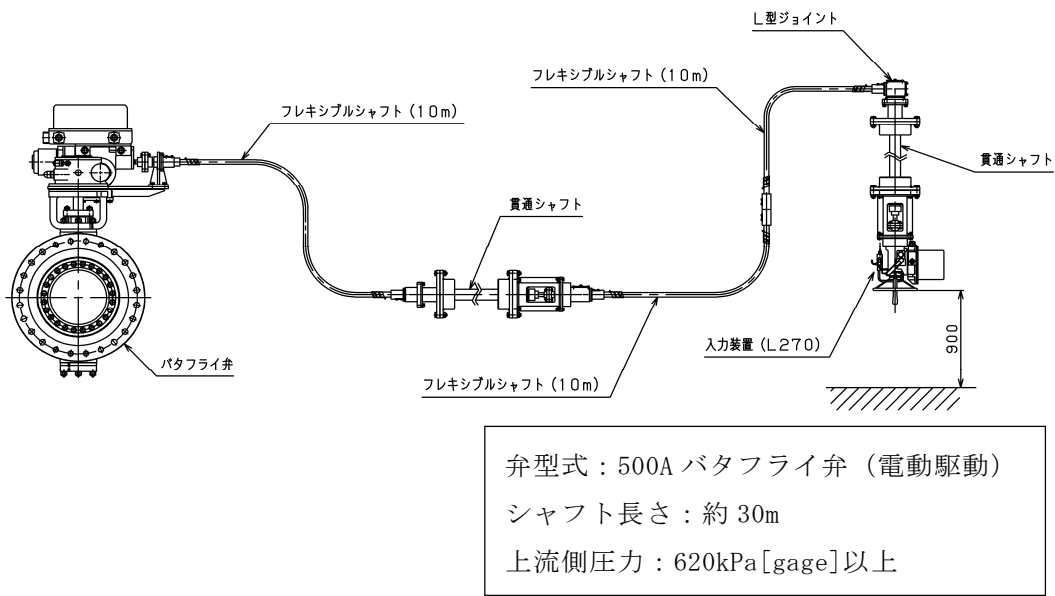 L型ジョイント
フレキシブルシャフト(10m)
フレキシブルシャフト(10m)
貫通シャフト
貫通シャフト
入力装置(L270)
900
バタフライ弁
フレキシブルシャフト(10m)
弁型式：500A バタフライ弁（電動駆動）
シャフト長さ：約 30m
上流側圧力：620kPa[gage]以上